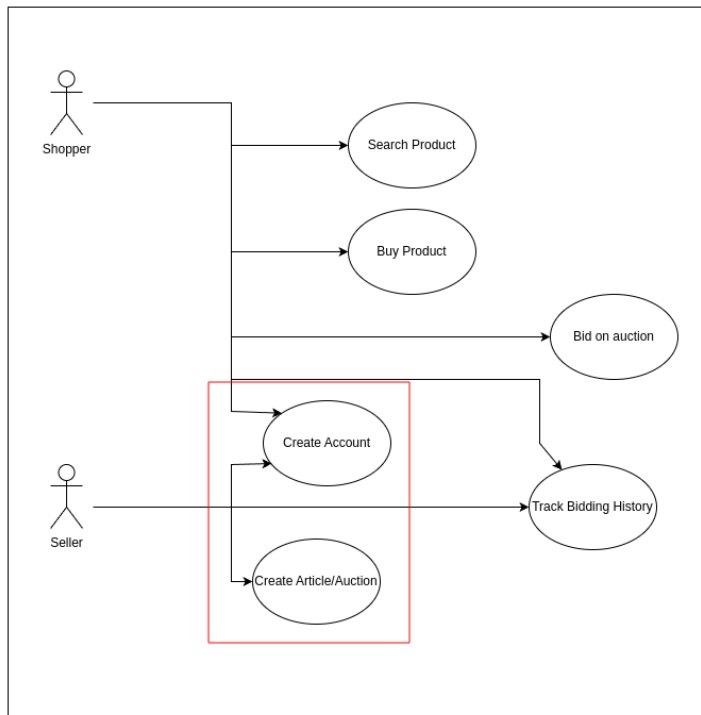 Shopper
Search Product
Buy Product
Bid on auction
Create Account
Seller
Track Bidding History
Create Article/Auction